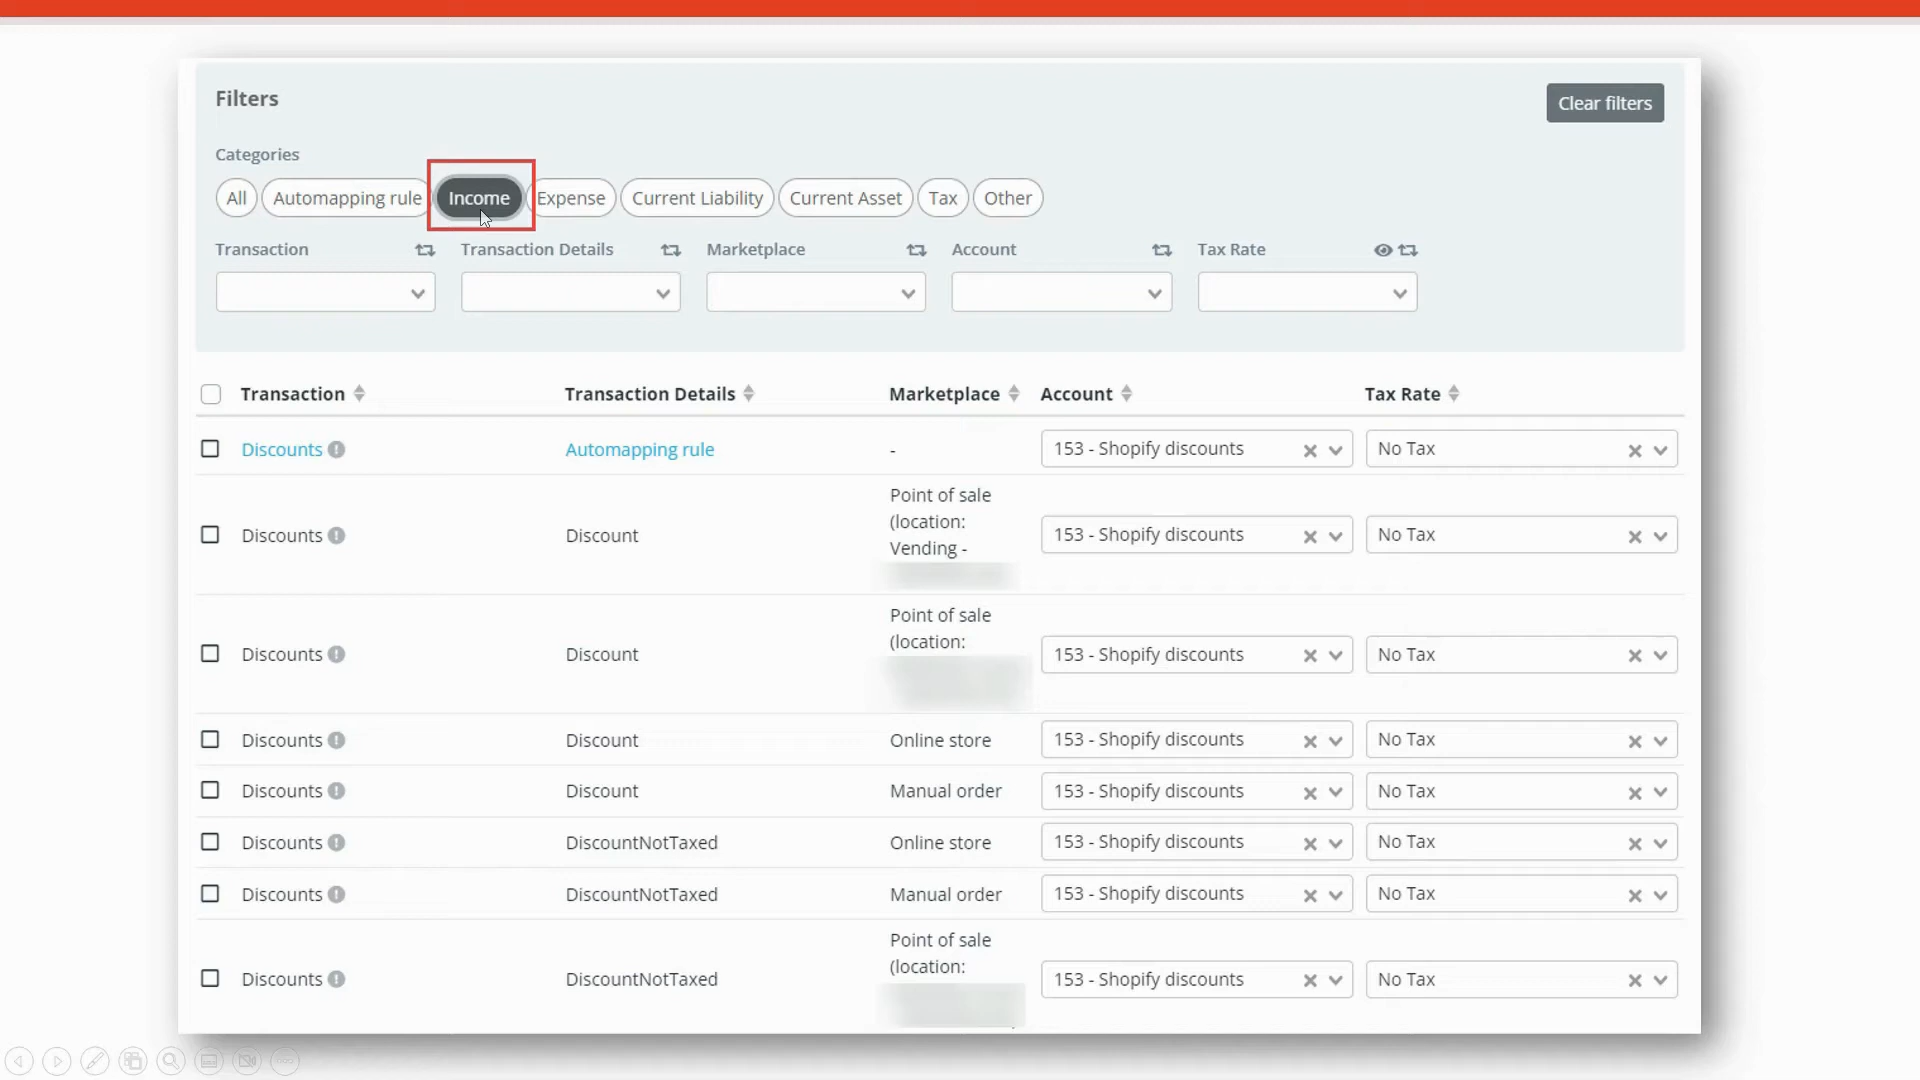 Filters
Clear filters
Categories
All Automapping rule Income Expense Current Liability Current Asset Tax Other
Transaction Transaction Details Marketplace Account Tax Rate
Transaction Transaction Details Marketplace Account Tax Rate
Discounts Automapping rule - 153 - Shopify discounts No Tax
Point of sale
(location:
Vending -
Discounts Discount 153 - Shopify discounts No Tax
Point of sale
(location:
Discounts Discount 153 - Shopify discounts No Tax
Discounts Discount Online store 153 - Shopify discounts No Tax
Discounts Discount Manual order 153 - Shopify discounts No Tax
Discounts DiscountNotTaxed Online store 153 - Shopify discounts No Tax
Discounts DiscountNotTaxed Manual order 153 - Shopify discounts No Tax
Point of sale
(location:
Discounts DiscountNotTaxed 153 - Shopify discounts No Tax